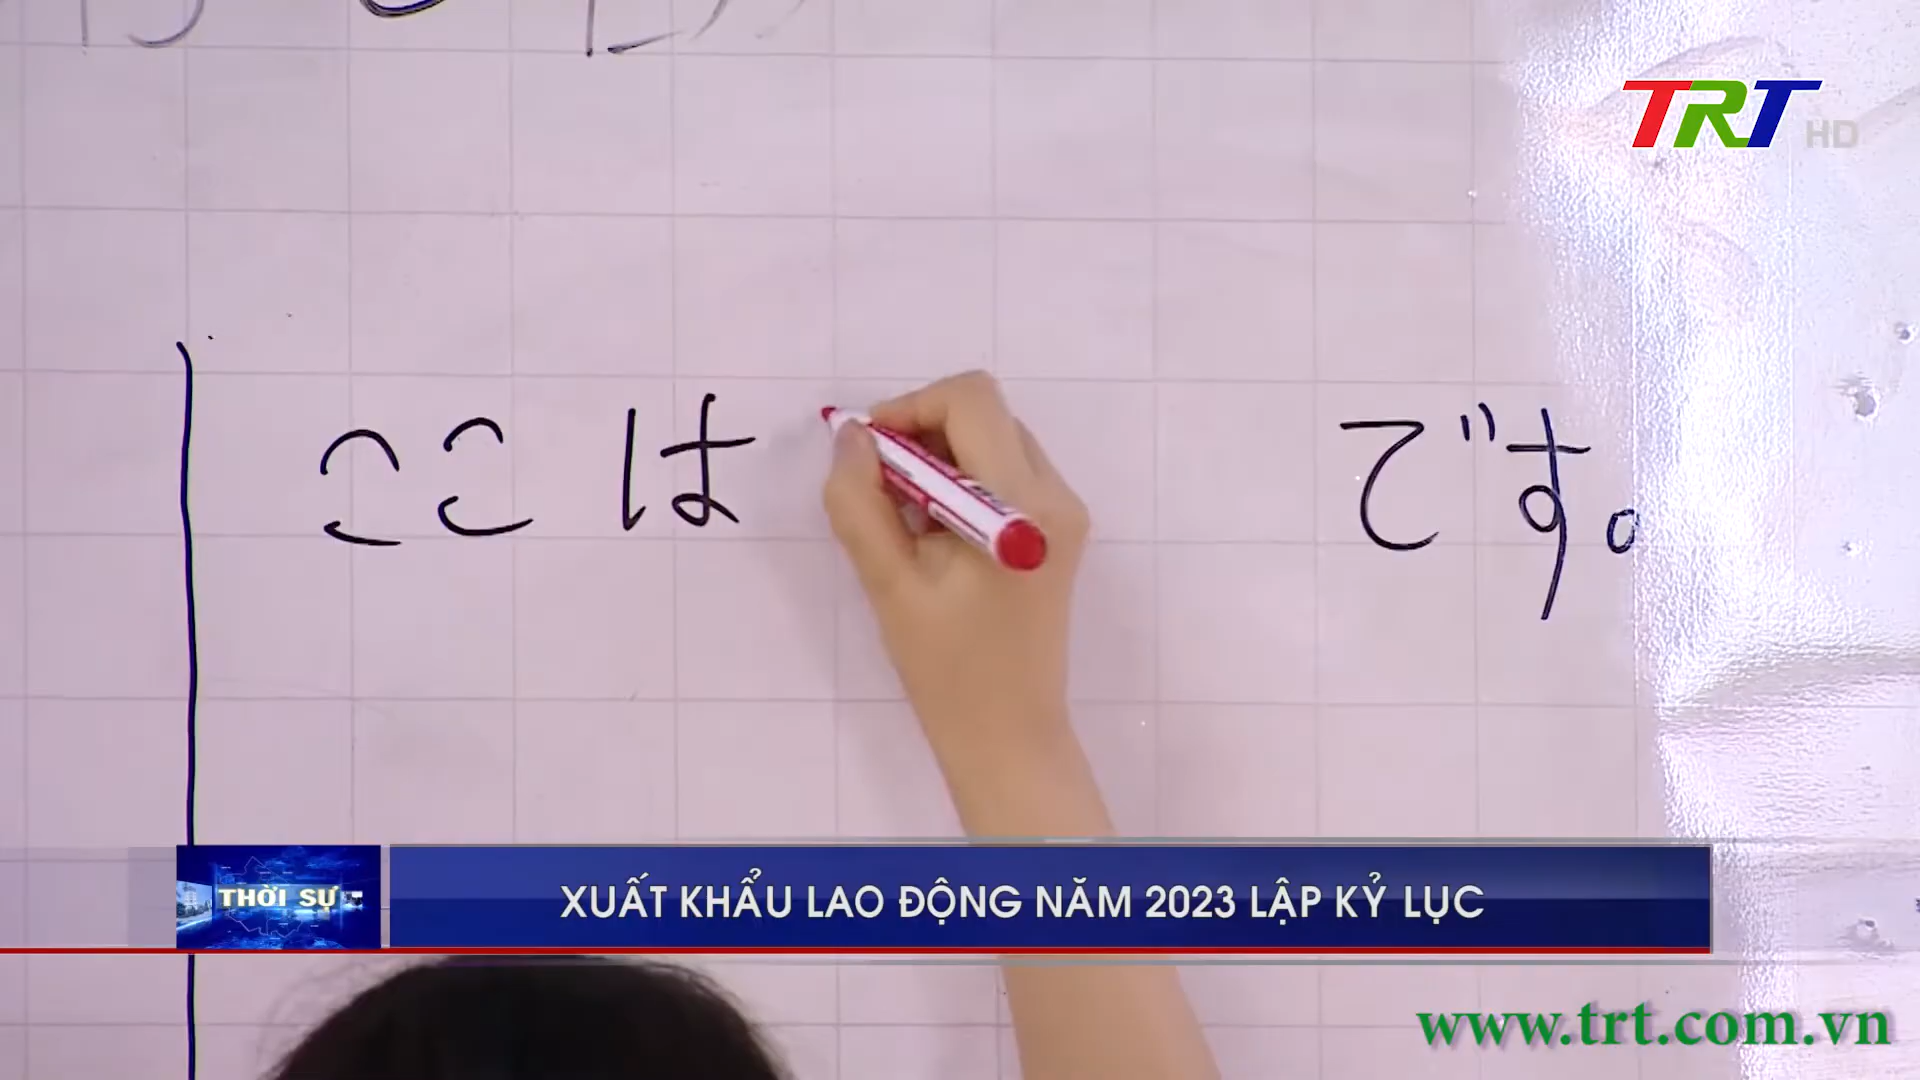 TRT HD
ここは です。
THỜI SỰ
XUẤT KHẨU LAO ĐỘNG NĂM 2023 LẬP KỶ LỤC
www.trt.com.vn